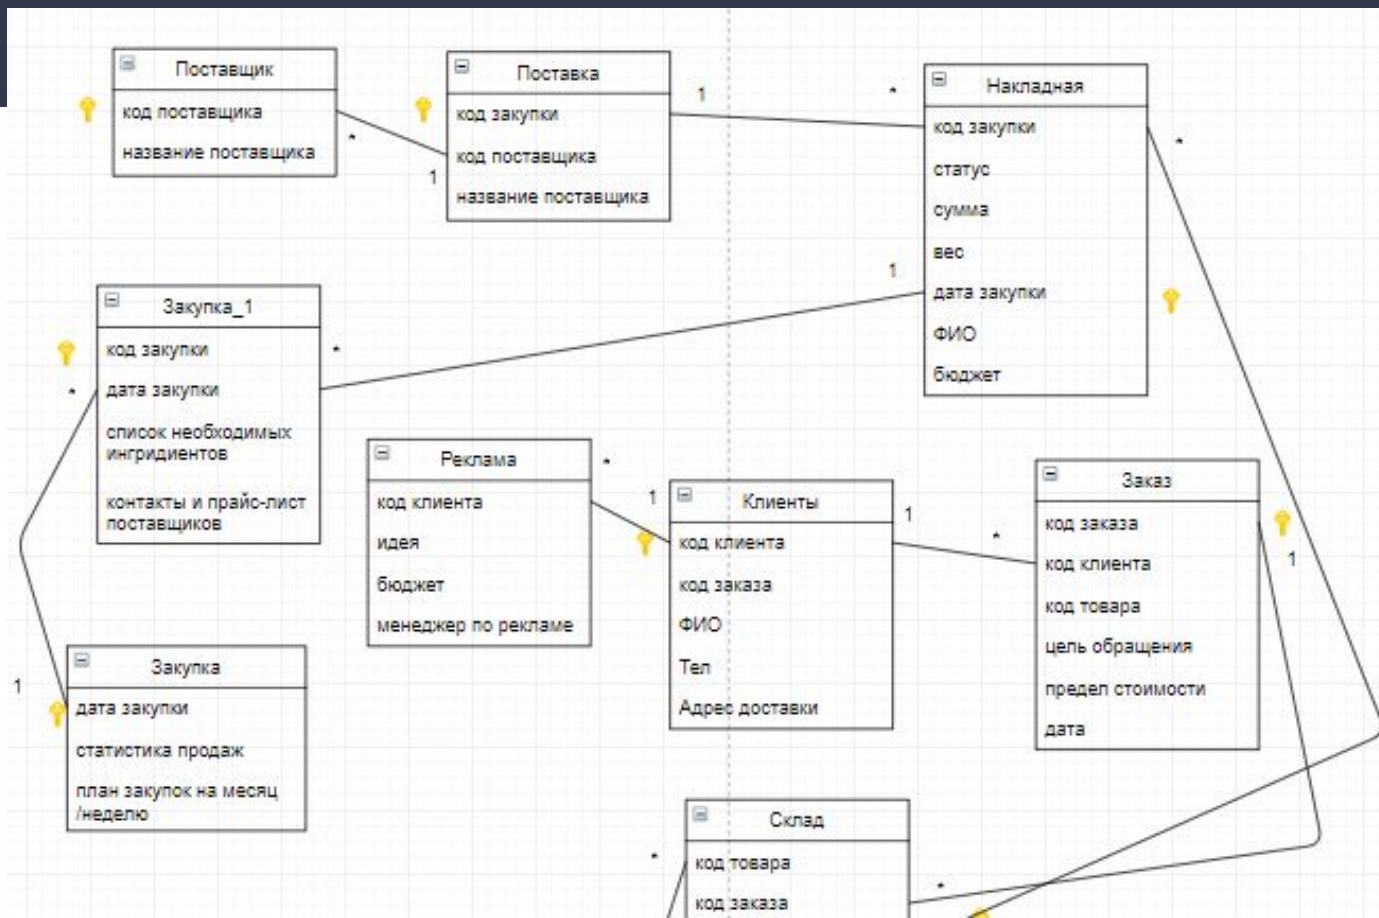 Поставщик
код поставщика
название поставщика
*
1
Поставка
код закупки
код поставщика
название поставщика
1
*
Накладная
код закупки
статус
сумма
вес
дата закупки
ФИО
бюджет
*
1
Закупка_1
код закупки
дата закупки
список необходимых
ингридиентов
контакты и прайс-лист
поставщиков
*
*
Реклама
код клиента
идея
бюджет
менеджер по рекламе
*
1
Клиенты
код клиента
код заказа
ФИО
Тел
Адрес доставки
1
*
Заказ
код заказа
код клиента
код товара
цель обращения
предел стоимости
дата
1
Закупка
дата закупки
статистика продаж
план закупок на месяц
/неделю
1
Склад
код товара
код заказа
*
*